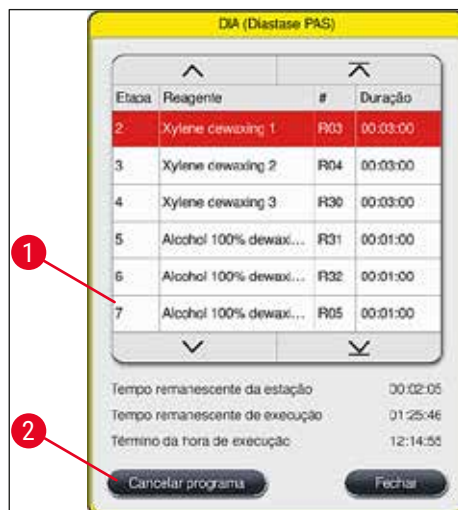 DIA (Diastase PAS)
Etapa Reagente # Duração
2 Xylene dewaxing 1 R03 00:03:00
3 Xylene dewaxing 2 R04 00:03:00
4 Xylene dewaxing 3 R30 00:03:00
5 Alcohol 100% dewaxi... R31 00:01:00
6 Alcohol 100% dewaxi... R32 00:01:00
7 Alcohol 100% dewaxi... R05 00:01:00
1
Tempo remanescente da estação 00:02:05
Tempo remanescente de execução 01:25:46
Término da hora de execução 12:14:55
2
Cancelar programa Fechar